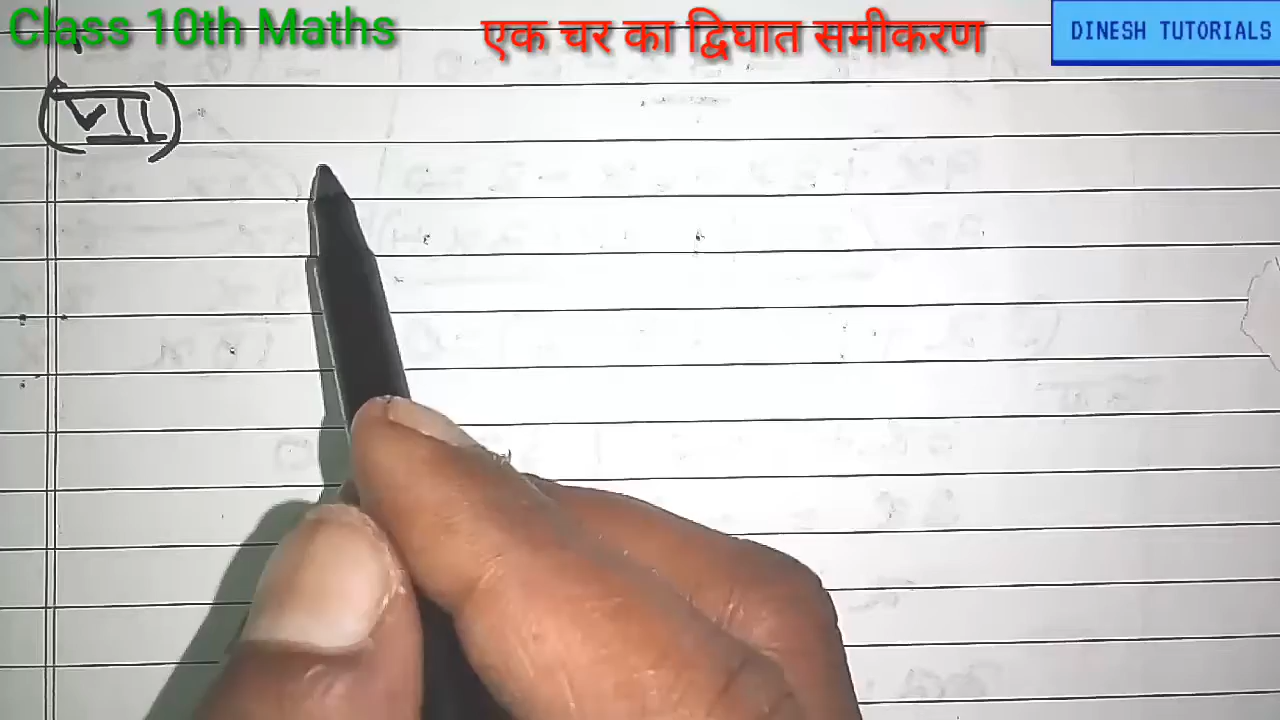 Class 10th Maths
एक चर का द्विघात समीकरण
DINESH TUTORIALS
(VII)